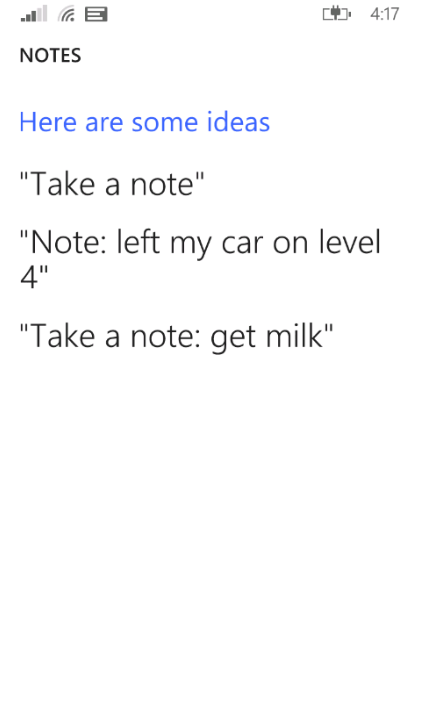 4:17
NOTES
Here are some ideas
"Take a note"
"Note: left my car on level
4"
"Take a note: get milk"